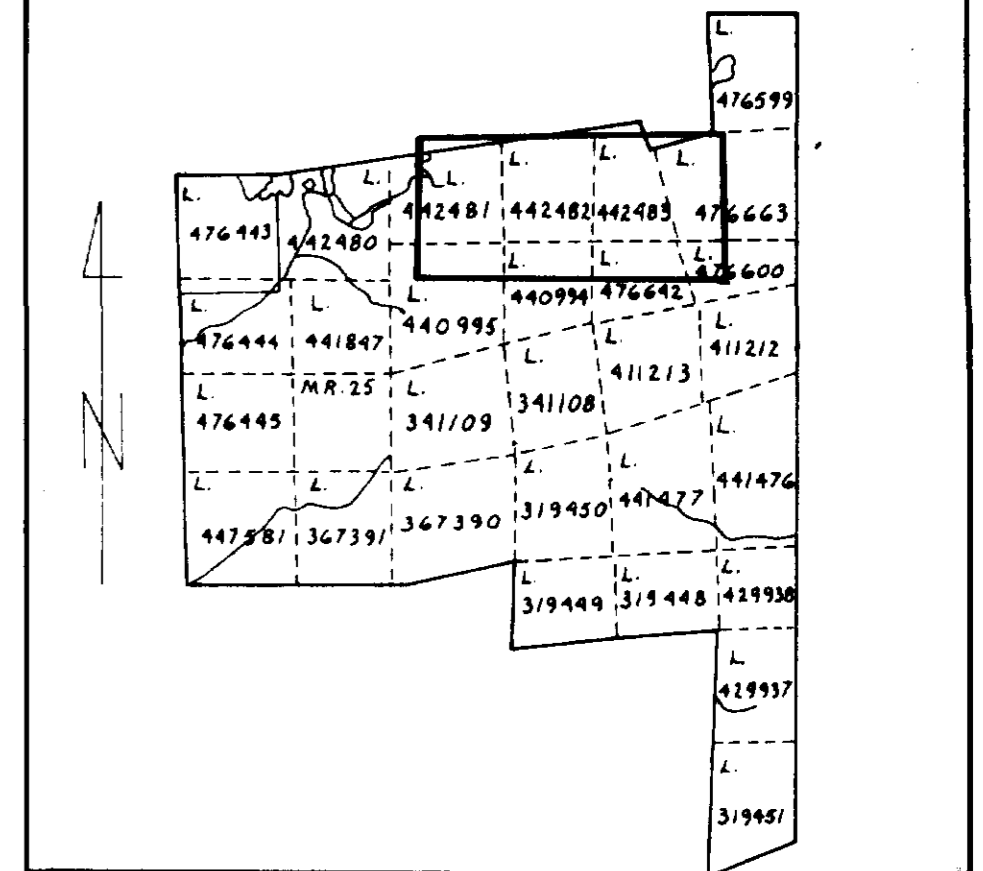 L.
476599
L.
476443
L.
442480
L.
442481
L.
442482
L.
442483
L.
476663
L.
476444
L.
441847
L.
440995
L.
440994
476642
L.
476600
L.
476445
MR. 25
L.
341109
L.
341108
L.
411213
L.
411212
N
L.
447581
L.
367391
L.
367390
L.
319450
L.
441477
L.
441476
L.
319449
L.
319448
L.
429938
L
429937
L.
319451